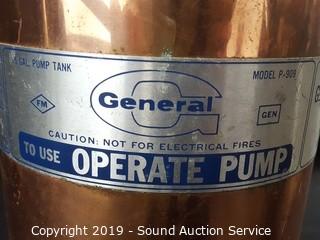 GAL. PUMP TANK
MODEL P-909
FM
General
GEN
CAUTION: NOT FOR ELECTRICAL FIRES
TO USE OPERATE PUMP
Copyright 2019 - Sound Auction Service